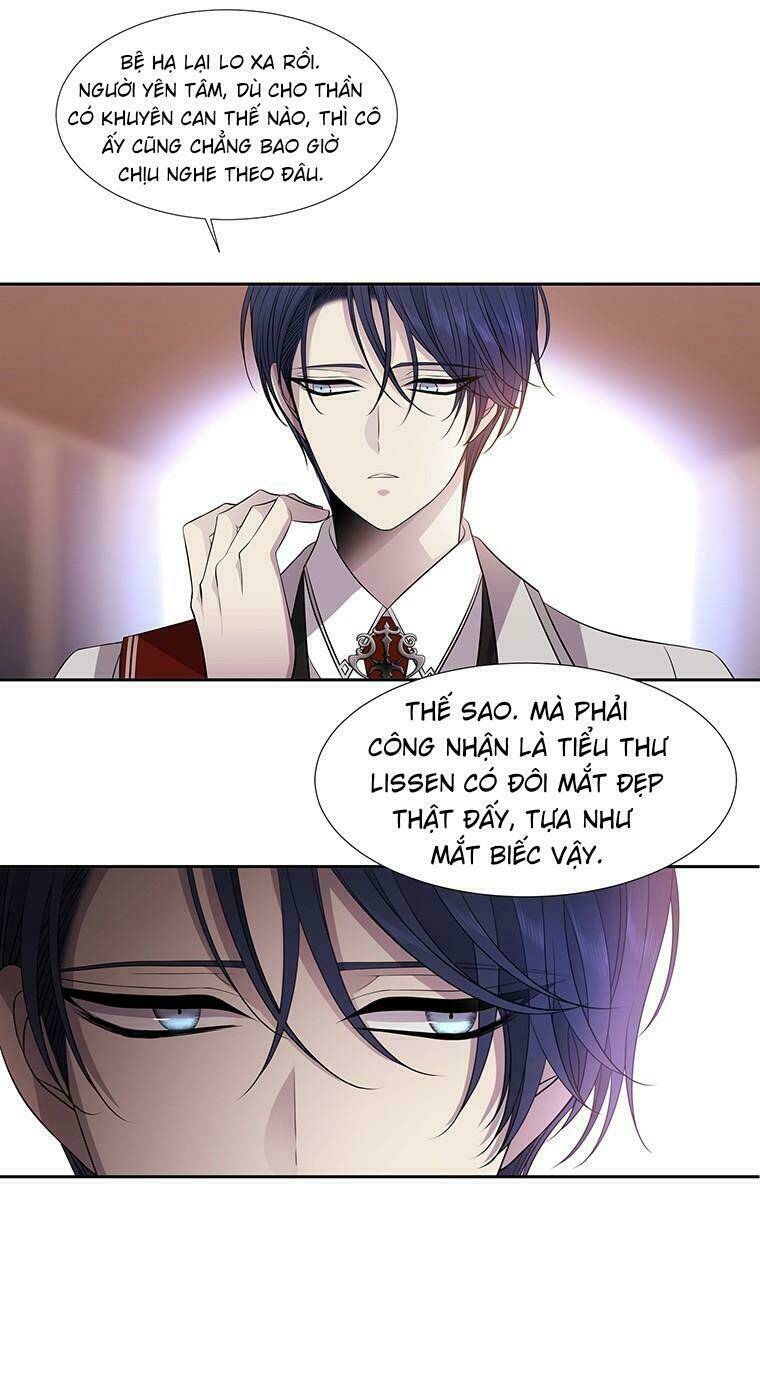 BỆ HẠ LẠI LO XA RỒI.
NGƯỜI YÊN TÂM, DÙ CHO THẦN
CÓ KHUYÊN CAN THẾ NÀO, THÌ CÔ
ẤY CŨNG CHẲNG BAO GIỜ
CHỊU NGHE THEO ĐÂU.
THẾ SAO. MÀ PHẢI
CÔNG NHẬN LÀ TIỂU THƯ
LISSEN CÓ ĐÔI MẮT ĐẸP
THẬT ĐẤY, TỰA NHƯ
MẮT BIẾC VẬY.